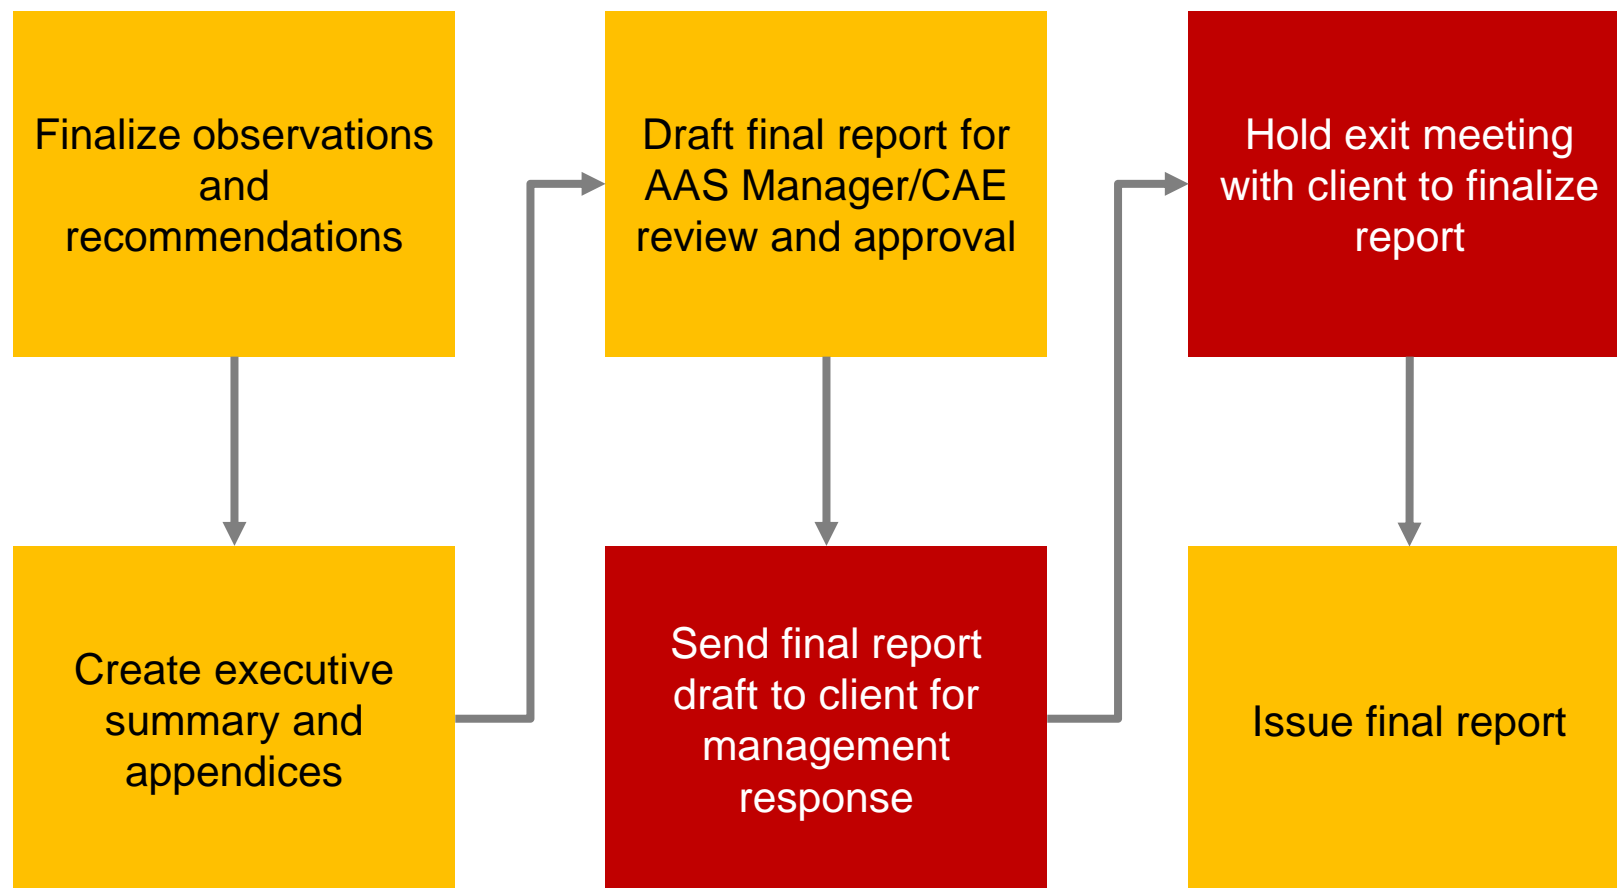 Finalize observations
and
recommendations
Create executive
summary and
appendices
Draft final report for
AAS Manager/CAE
review and approval
Send final report
draft to client for
management
response
Hold exit meeting
with client to finalize
report
Issue final report